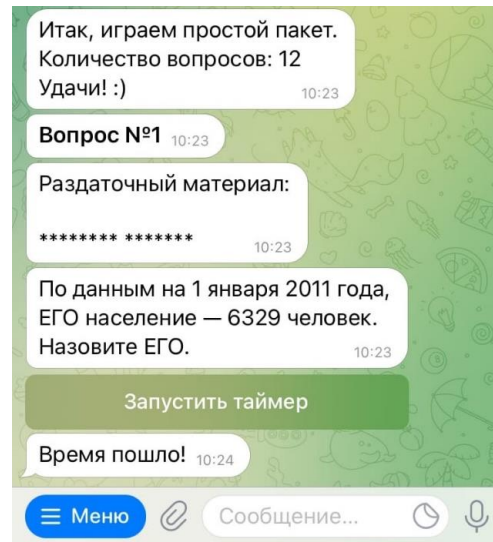 Итак, играем простой пакет.
Количество вопросов: 12
Удачи! :) 10:23
Вопрос №1 10:23
Раздаточный материал:
******** ******* 10:23
По данным на 1 января 2011 года,
ЕГО население — 6329 человек.
Назовите ЕГО. 10:23
Запустить таймер
Время пошло! 10:24
Меню Сообщение...